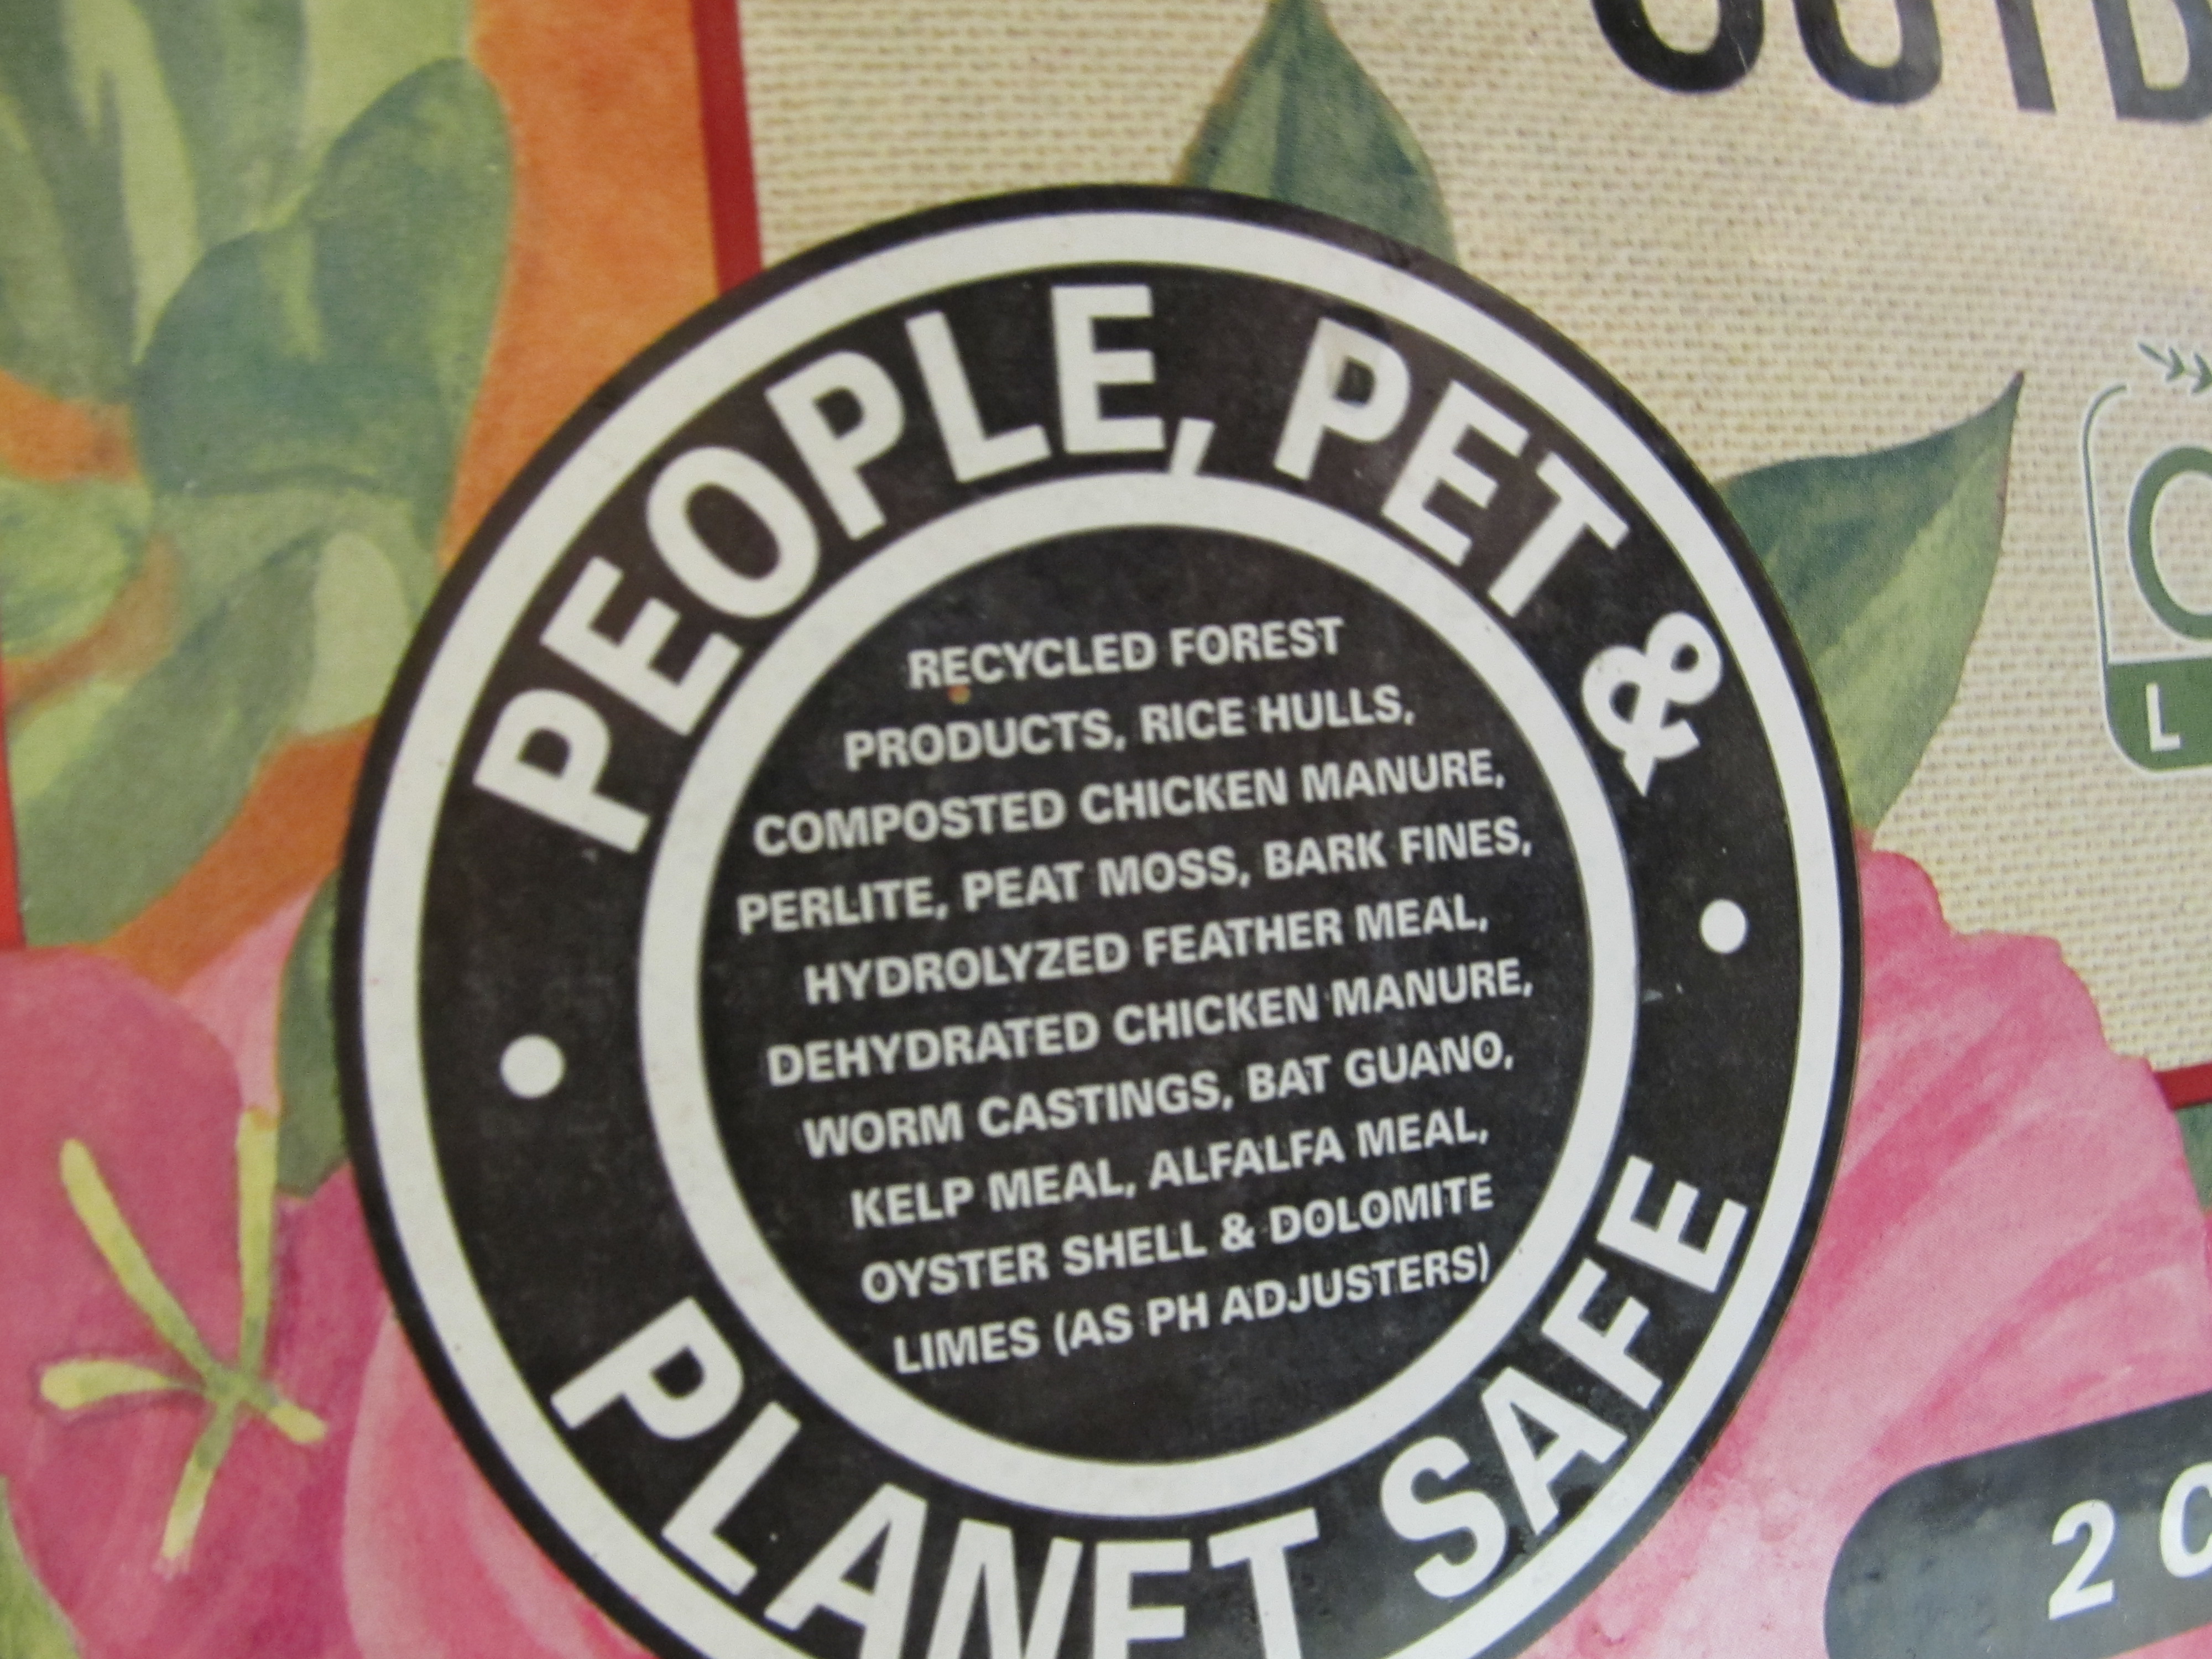 PEOPLE, PET &
RECYCLED FOREST
PRODUCTS, RICE HULLS,
COMPOSTED CHICKEN MANURE,
PERLITE, PEAT MOSS, BARK FINES,
HYDROLYZED FEATHER MEAL,
DEHYDRATED CHICKEN MANURE,
WORM CASTINGS, BAT GUANO,
KELP MEAL, ALFALFA MEAL,
OYSTER SHELL & DOLOMITE
LIMES (AS PH ADJUSTERS)
PLANET SAFE
L
2